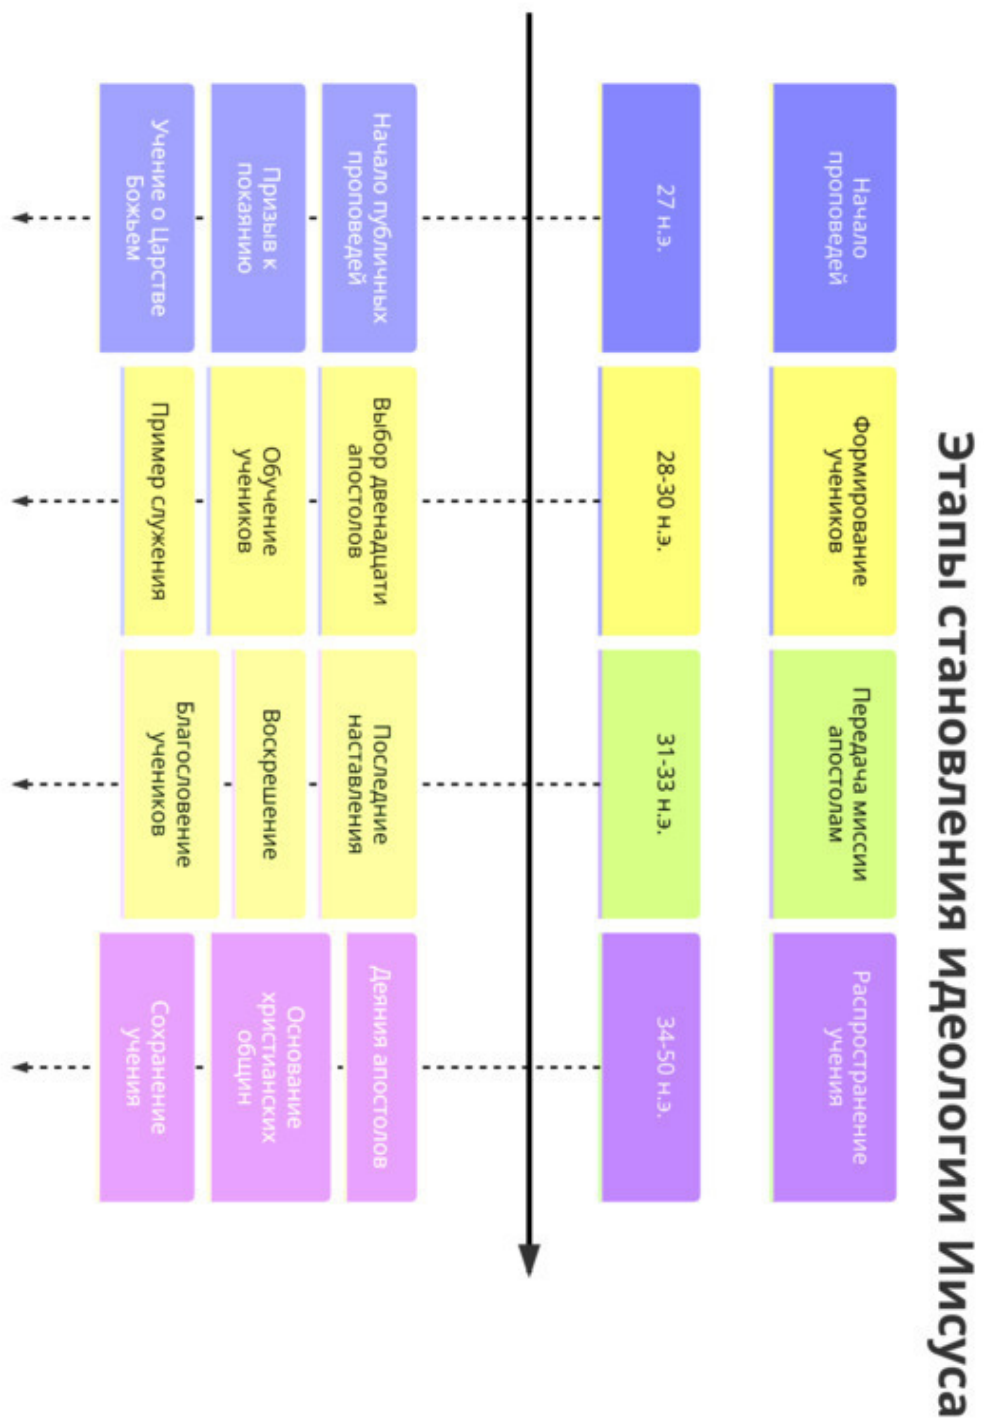 Этапы становления идеологии Иисуса
Начало
проповедей
Формирование
учеников
Передача миссии
апостолам
Распространение
учения
27 н.э.
28-30 н.э.
31-33 н.э.
34-50 н.э.
Начало публичных
проповедей
Призыв к
покаянию
Учение о Царстве
Божьем
Выбор двенадцати
апостолов
Обучение
учеников
Пример служения
Последние
наставления
Воскрешение
Благословение
учеников
Деяния апостолов
Основание
христианских
общин
Сохранение
учения